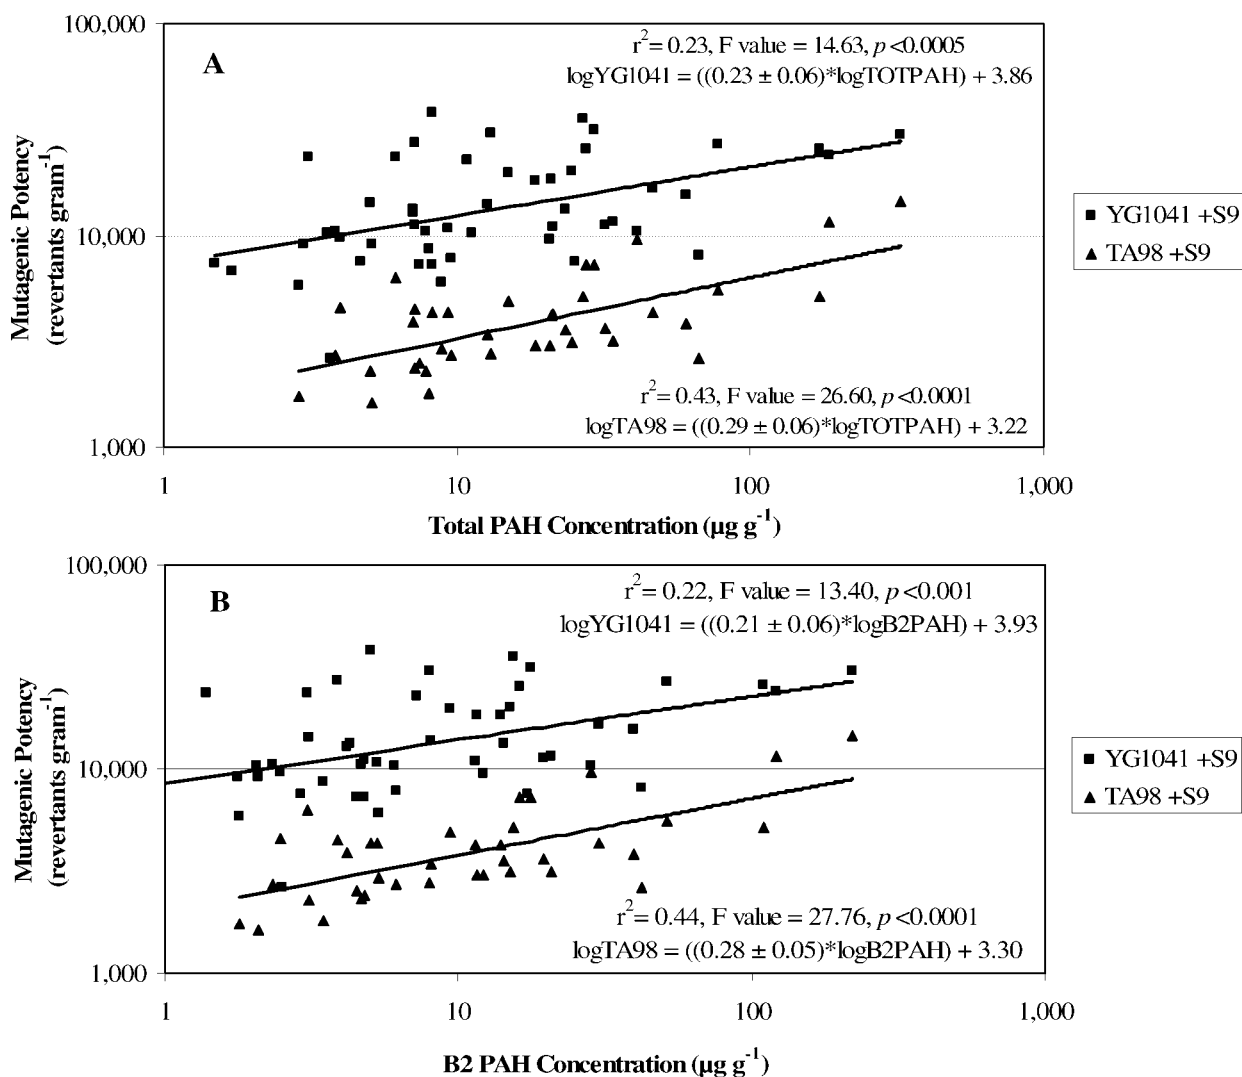 100,000
A
r²= 0.23, F value = 14.63, p <0.0005
logYG1041 = ((0.23 ± 0.06)*logTOTPAH) + 3.86
Mutagenic Potency
(revertants gram⁻¹)
10,000
YG1041 +S9
TA98 +S9
r²= 0.43, F value = 26.60, p <0.0001
logTA98 = ((0.29 ± 0.06)*logTOTPAH) + 3.22
1,000
1 10 100 1,000
Total PAH Concentration (µg g⁻¹)
100,000
B
r²= 0.22, F value = 13.40, p <0.001
logYG1041 = ((0.21 ± 0.06)*logB2PAH) + 3.93
Mutagenic Potency
(revertants gram⁻¹)
10,000
YG1041 +S9
TA98 +S9
r²= 0.44, F value = 27.76, p <0.0001
logTA98 = ((0.28 ± 0.05)*logB2PAH) + 3.30
1,000
1 10 100 1,000
B2 PAH Concentration (µg g⁻¹)